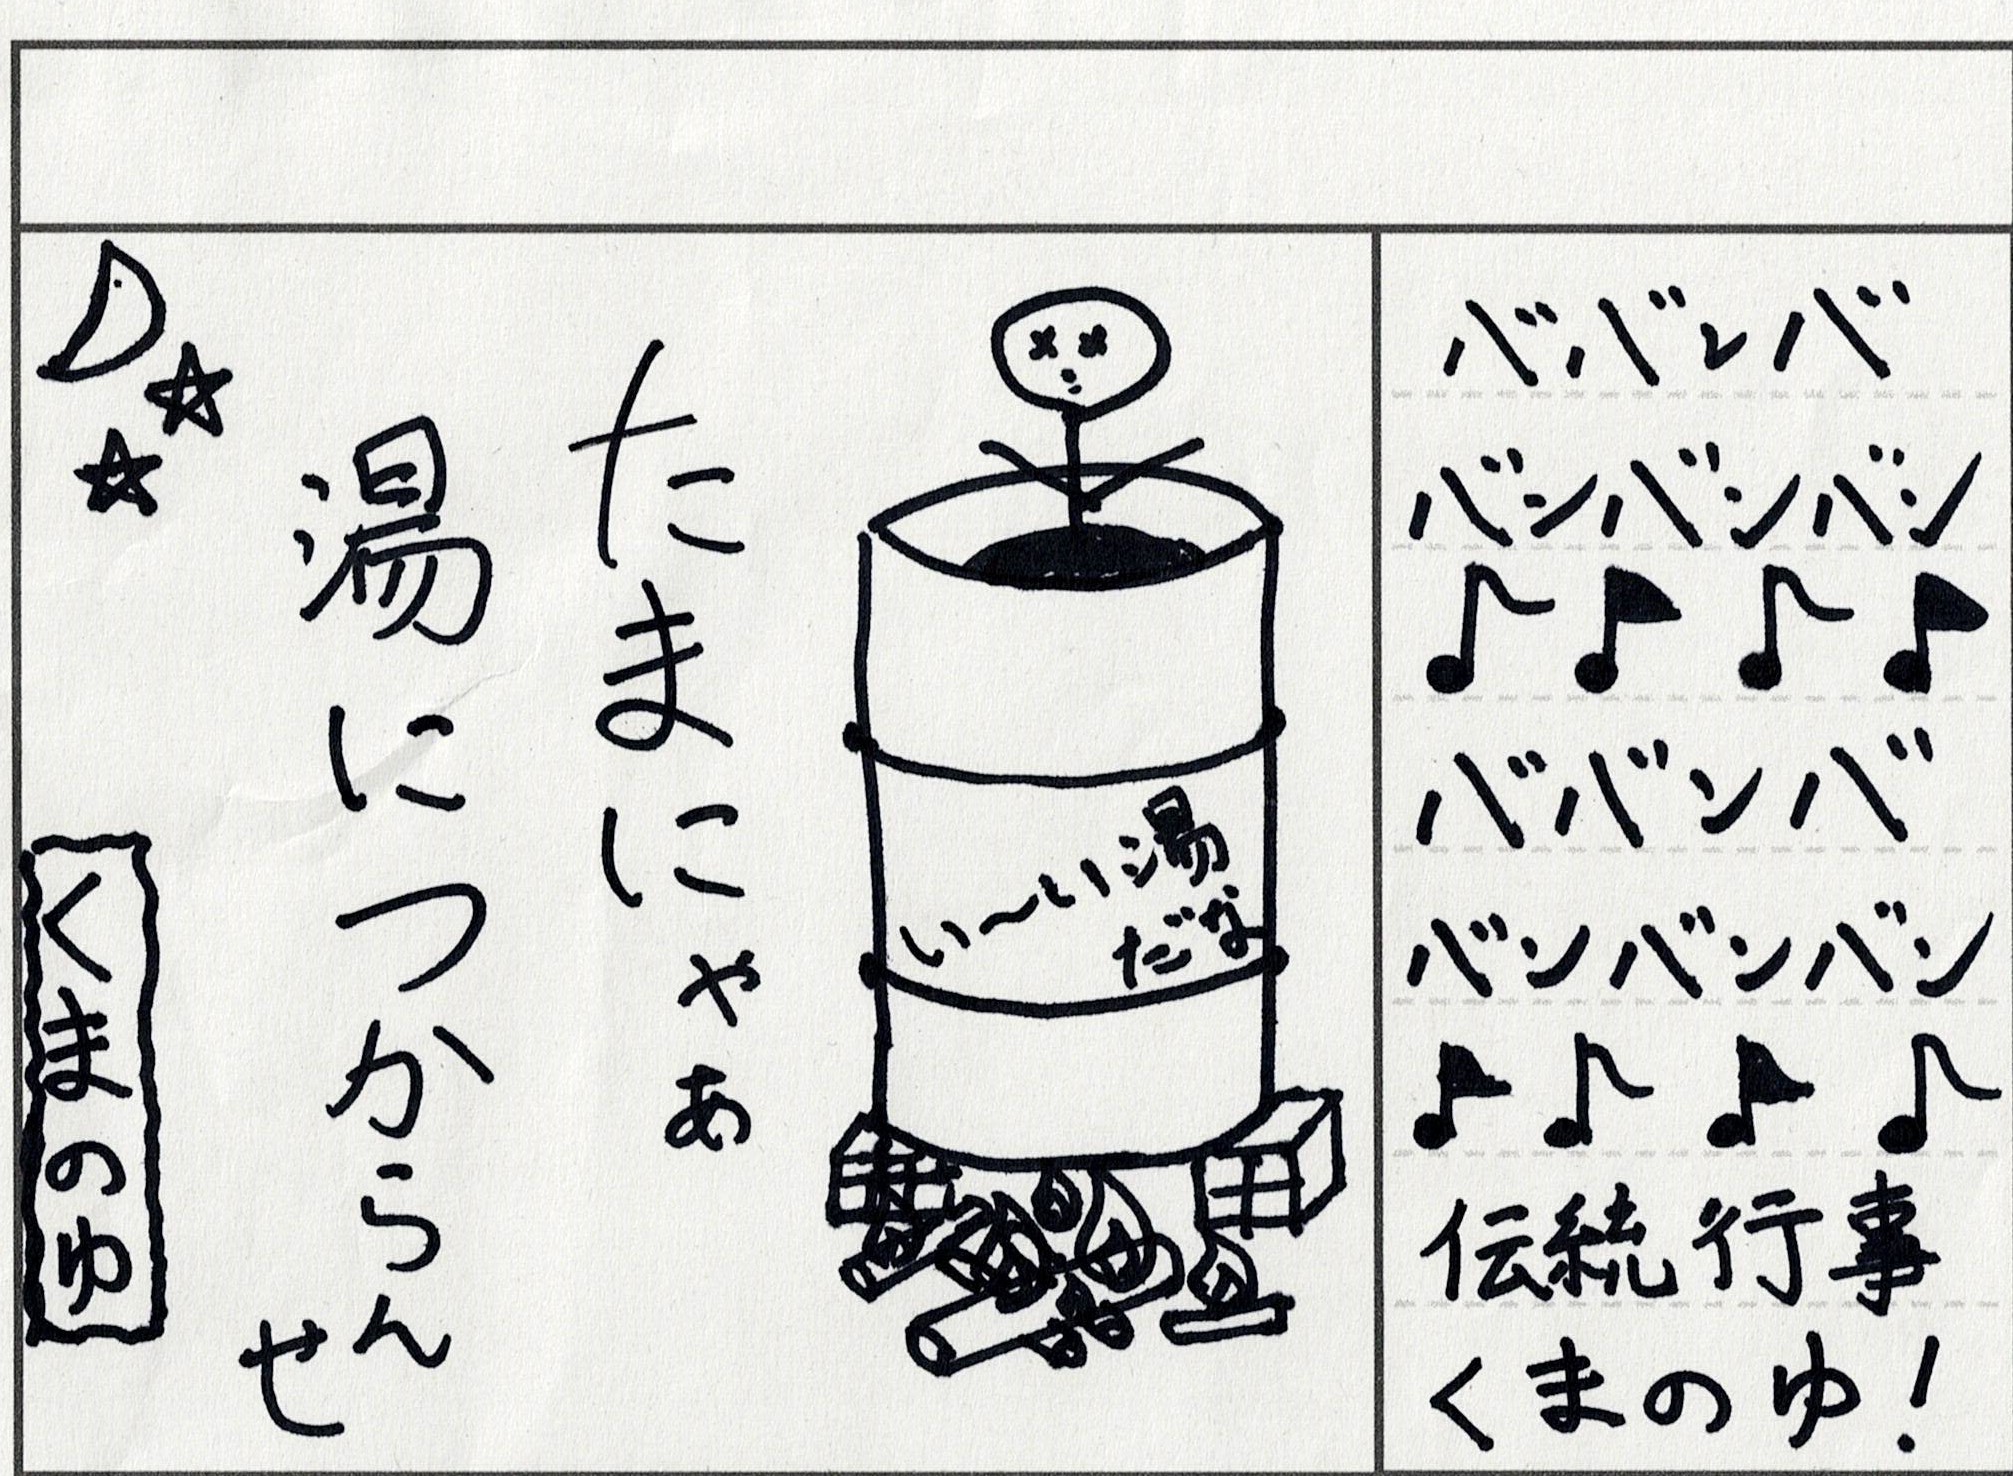 ババンバ
バンバンバン
♪♪♪♪
ババンバ
バンバンバン
♪♪♪♪
伝統行事
くまのゆ!
い〜い湯
だな
たまにゃぁ
湯につからんせ
くまのゆ